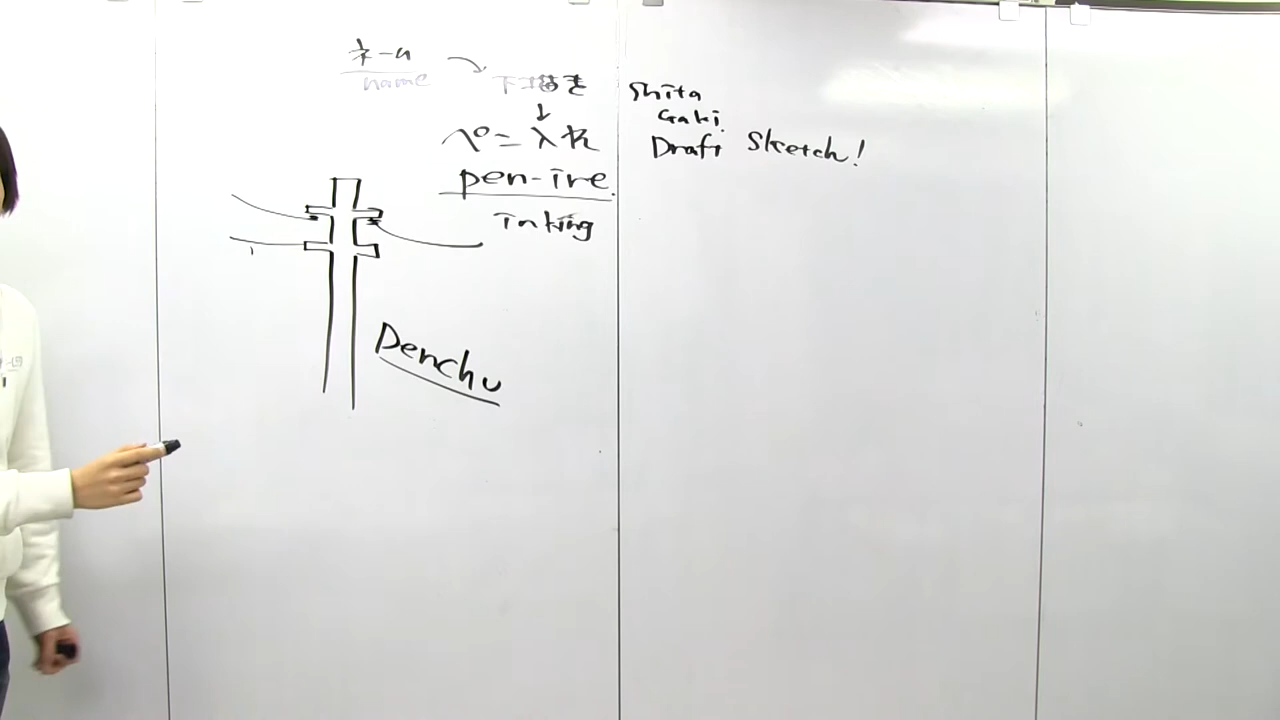 ネーム
name
下描き
ペン入れ
pen-ire
inking
Shita
Gaki
Draft Sketch!
Denchu